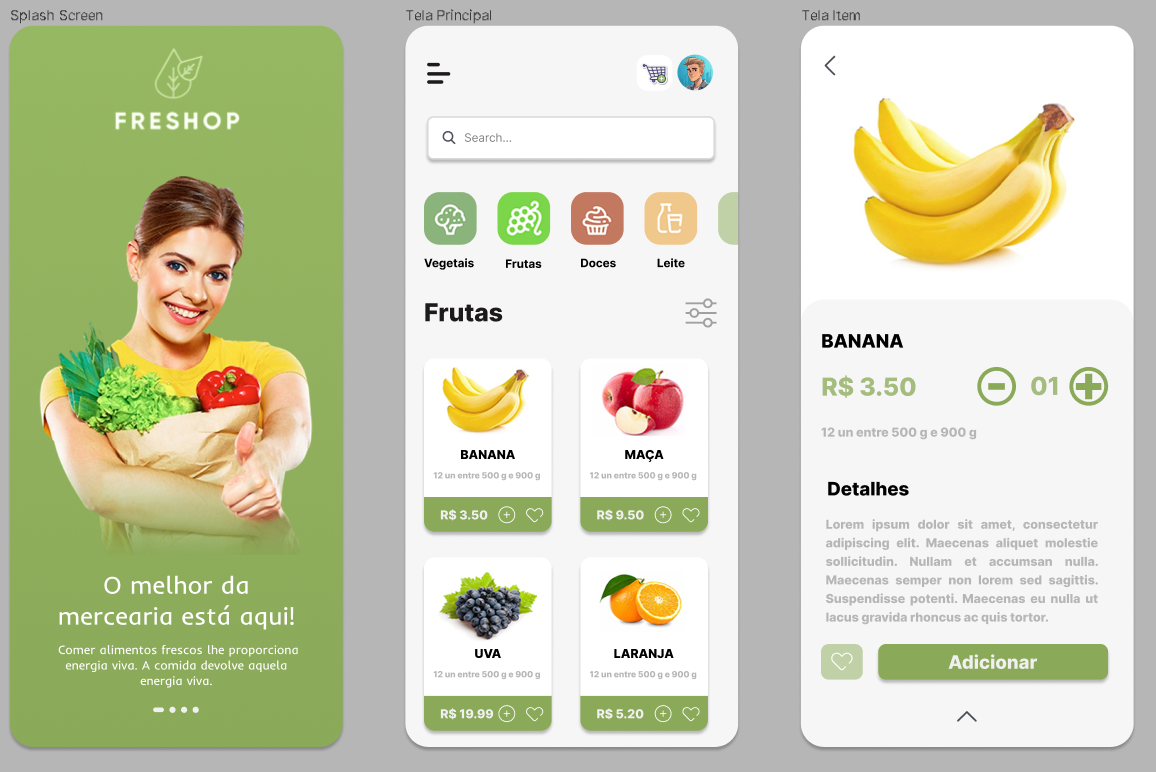 Splash Screen
FRESHOP
O melhor da
mercearia está aqui!
Comer alimentos frescos lhe proporciona
energia viva. A comida devolve aquela
energia viva.
Tela Principal
Search...
Vegetais Frutas Doces Leite
Frutas
BANANA
12 un entre 500 g e 900 g
R$ 3.50
MAÇA
12 un entre 500 g e 900 g
R$ 9.50
UVA
12 un entre 500 g e 900 g
R$ 19.99
LARANJA
12 un entre 500 g e 900 g
R$ 5.20
Tela Item
BANANA
R$ 3.50 01
12 un entre 500 g e 900 g
Detalhes
Lorem ipsum dolor sit amet, consectetur
adipiscing elit. Maecenas aliquet molestie
sollicitudin. Nullam et accumsan nulla.
Maecenas semper non lorem sed sagittis.
Suspendisse potenti. Maecenas eu nulla ut
lacus gravida rhoncus ac quis tortor.
Adicionar